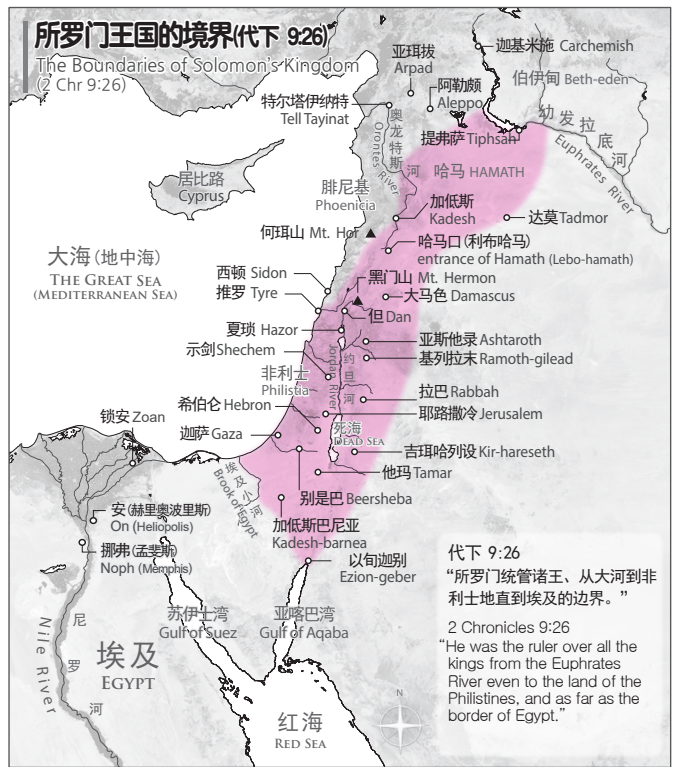 所罗门王国的境界(代下 9:26)
The Boundaries of Solomon's Kingdom
(2 Chr 9:26)
迦基米施 Carchemish
亚珥拔
Arpad
伯伊甸 Beth-eden
阿勒颇
Aleppo
特尔塔伊纳特
Tell Tayinat
奥龙特斯河
Orontes River
提弗萨 Tiphsah
幼发拉底河
Euphrates River
哈马 HAMATH
居比路
Cyprus
腓尼基
Phoenicia
加低斯
Kadesh
达莫 Tadmor
何珥山 Mt. Hor
哈马口 (利布哈马)
entrance of Hamath (Lebo-hamath)
大海 (地中海)
THE GREAT SEA
(MEDITERRANEAN SEA)
西顿 Sidon
黑门山 Mt. Hermon
推罗 Tyre
大马色 Damascus
但 Dan
夏琐 Hazor
亚斯他录 Ashtaroth
示剑 Shechem
基列拉末 Ramoth-gilead
约旦河
Jordan River
非利士
Philistia
拉巴 Rabbah
希伯仑 Hebron
耶路撒冷 Jerusalem
锁安 Zoan
迦萨 Gaza
死海
DEAD SEA
吉珥哈列设 Kir-hareseth
埃及小河
Brook of Egypt
他玛 Tamar
别是巴 Beersheba
安 (赫里奥波里斯)
On (Heliopolis)
加低斯巴尼亚
Kadesh-barnea
挪弗 (孟斐斯)
Noph (Memphis)
以旬迦别
Ezion-geber
苏伊士湾
Gulf of Suez
亚喀巴湾
Gulf of Aqaba
尼罗河
Nile River
埃及
EGYPT
红海
RED SEA
N
代下 9:26
“所罗门统管诸王、从大河到非
利士地直到埃及的边界。”
2 Chronicles 9:26
“He was the ruler over all the
kings from the Euphrates
River even to the land of the
Philistines, and as far as the
border of Egypt.”